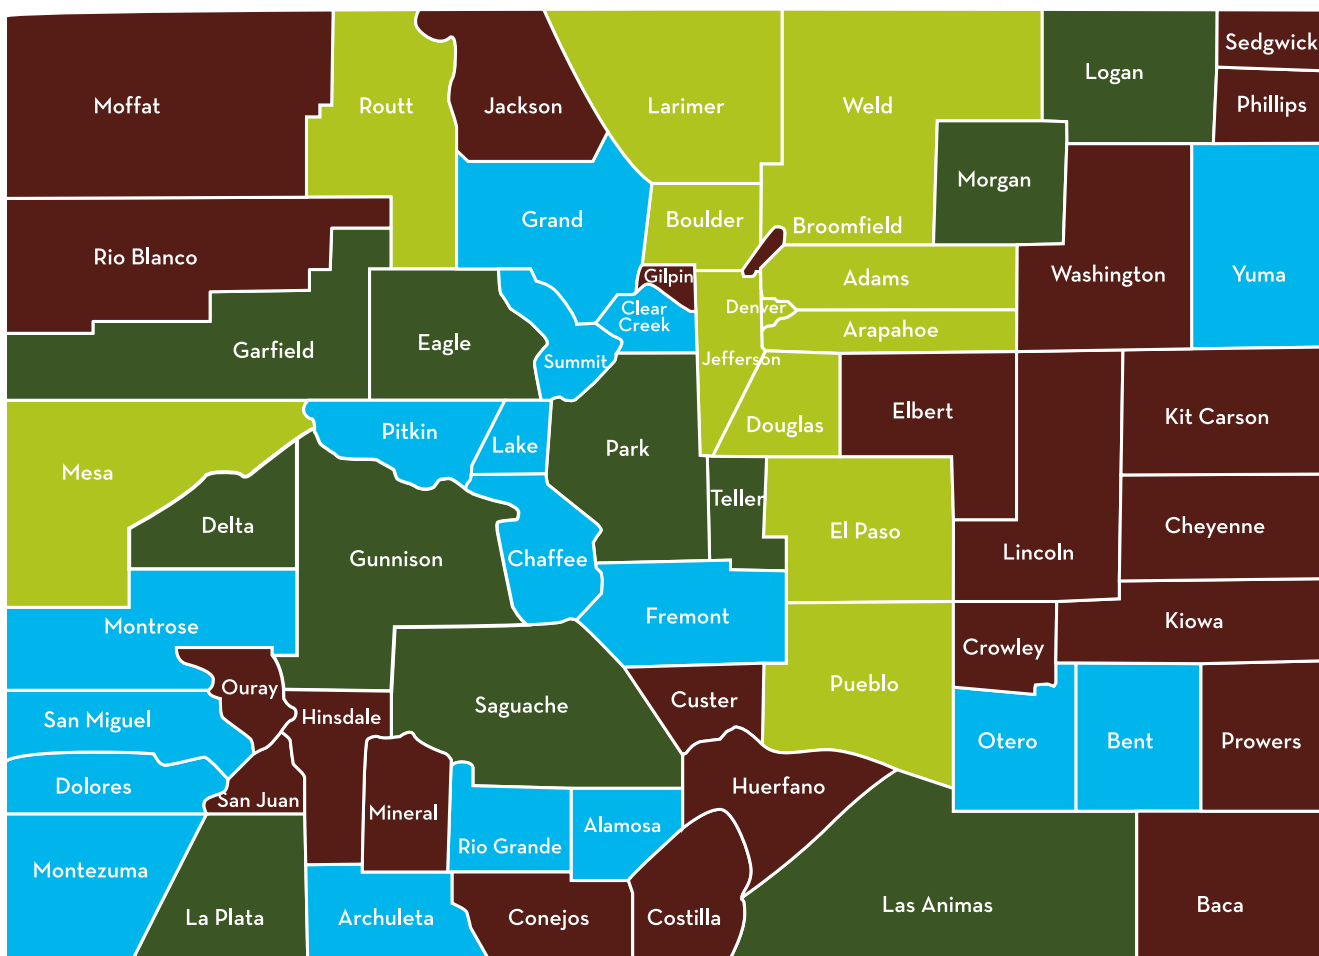 Sedgwick
Logan
Moffat
Routt
Jackson
Larimer
Weld
Phillips
Morgan
Grand
Boulder
Broomfield
Rio Blanco
Gilpin
Adams
Washington
Yuma
Clear
Creek
Denver
Arapahoe
Garfield
Eagle
Summit
Jefferson
Elbert
Kit Carson
Pitkin
Lake
Park
Douglas
Mesa
Teller
Delta
El Paso
Cheyenne
Gunnison
Chaffee
Lincoln
Montrose
Fremont
Kiowa
Crowley
Ouray
Pueblo
San Miguel
Hinsdale
Saguache
Custer
Otero
Bent
Prowers
Dolores
San Juan
Mineral
Huerfano
Rio Grande
Alamosa
Montezuma
La Plata
Archuleta
Conejos
Costilla
Las Animas
Baca